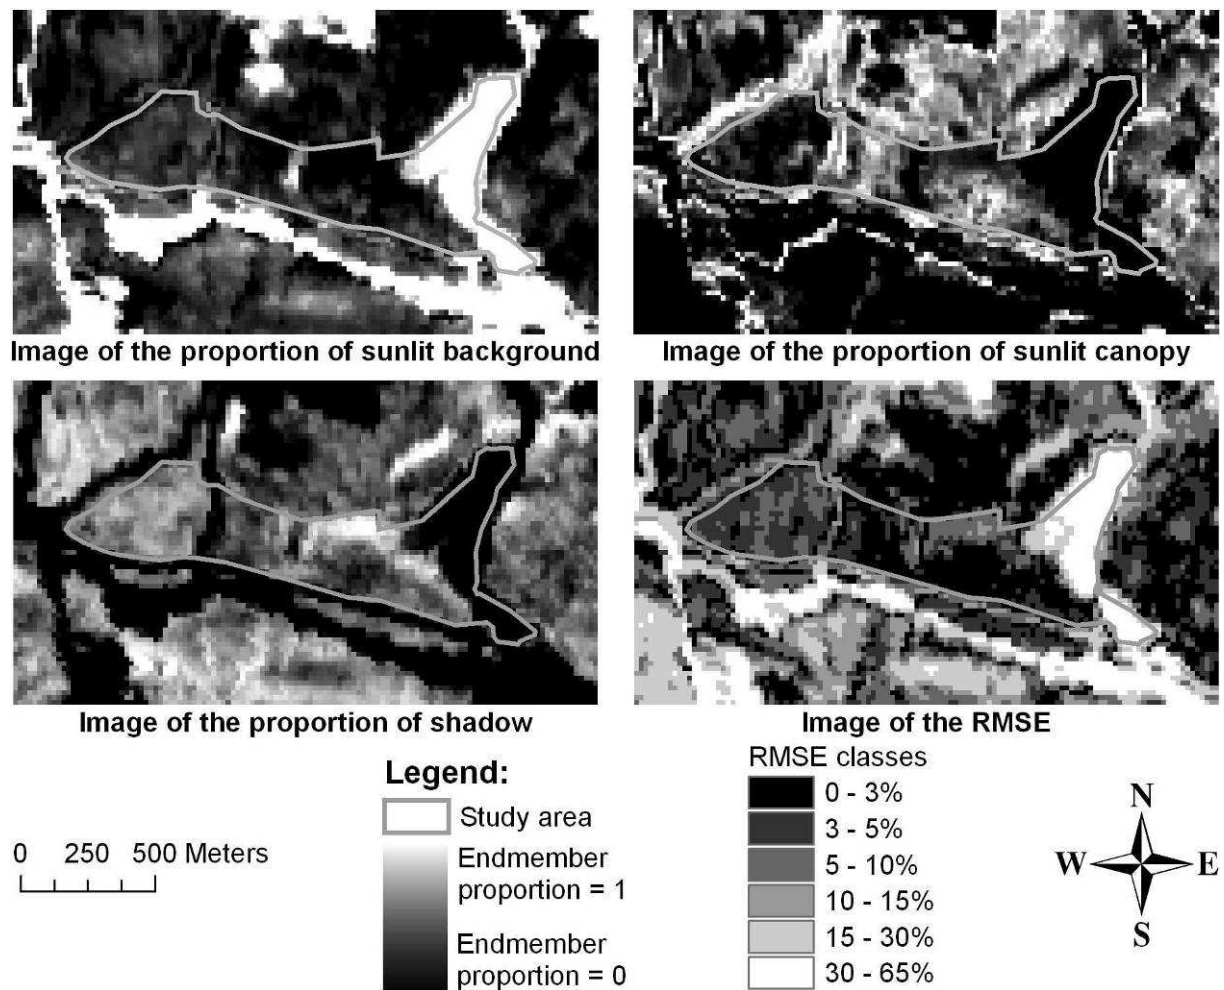 Image of the proportion of sunlit background
Image of the proportion of sunlit canopy
Image of the proportion of shadow
Image of the RMSE
Legend:
Study area
Endmember
proportion = 1
Endmember
proportion = 0
0 250 500 Meters
RMSE classes
0 - 3%
3 - 5%
5 - 10%
10 - 15%
15 - 30%
30 - 65%
N
W E
S